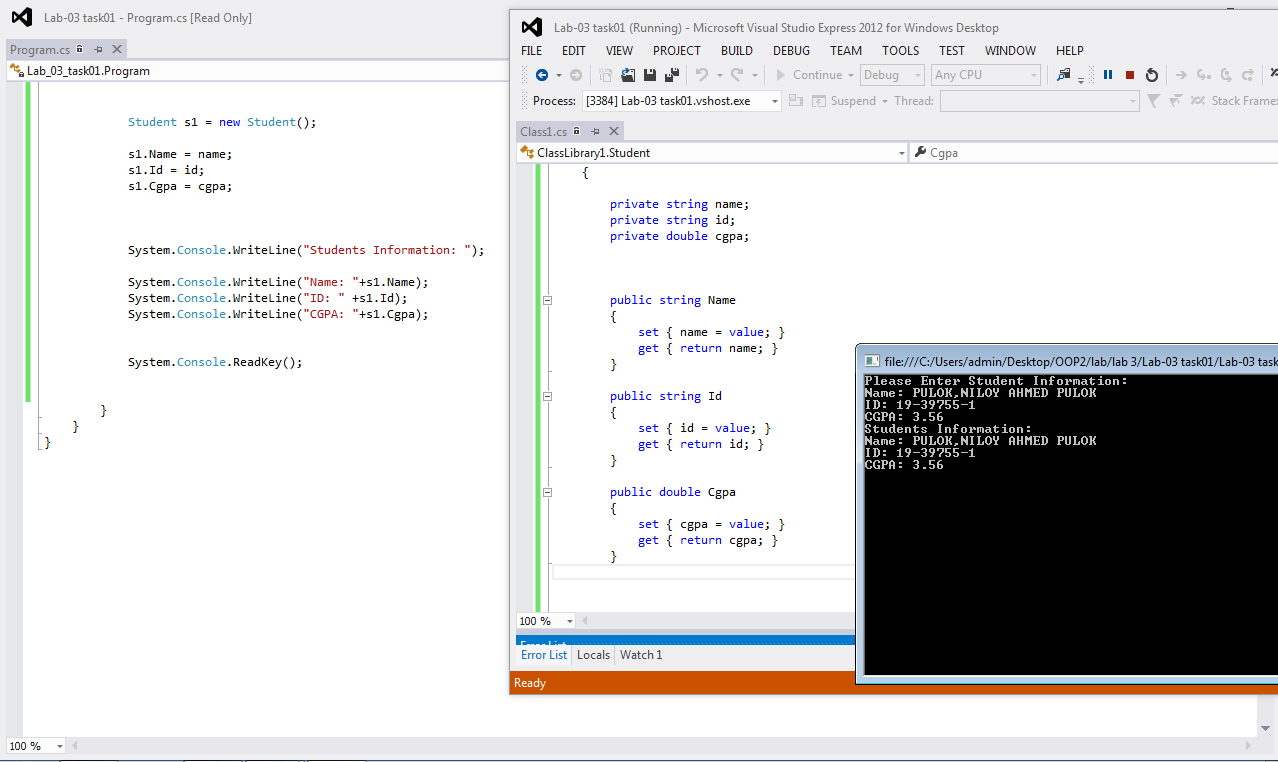 Lab-03 task01 - Program.cs [Read Only]
Program.cs
Lab_03_task01.Program
Student s1 = new Student();
s1.Name = name;
s1.Id = id;
s1.Cgpa = cgpa;
System.Console.WriteLine("Students Information: ");
System.Console.WriteLine("Name: "+s1.Name);
System.Console.WriteLine("ID: " +s1.Id);
System.Console.WriteLine("CGPA: "+s1.Cgpa);
System.Console.ReadKey();
}
}
}
100 %
Lab-03 task01 (Running) - Microsoft Visual Studio Express 2012 for Windows Desktop
FILE EDIT VIEW PROJECT BUILD DEBUG TEAM TOOLS TEST WINDOW HELP
Continue Debug Any CPU
Process: [3384] Lab-03 task01.vshost.exe Suspend Thread: Stack Frame:
Class1.cs
ClassLibrary1.Student Cgpa
{
private string name;
private string id;
private double cgpa;
public string Name
{
set { name = value; }
get { return name; }
}
public string Id
{
set { id = value; }
get { return id; }
}
public double Cgpa
{
set { cgpa = value; }
get { return cgpa; }
}
100 %
Error List
Error List Locals Watch 1
Ready
file:///C:/Users/admin/Desktop/OOP2/lab/lab 3/Lab-03 task01/Lab-03 task
Please Enter Student Information:
Name: PULOK,NILOY AHMED PULOK
ID: 19-39755-1
CGPA: 3.56
Students Information:
Name: PULOK,NILOY AHMED PULOK
ID: 19-39755-1
CGPA: 3.56